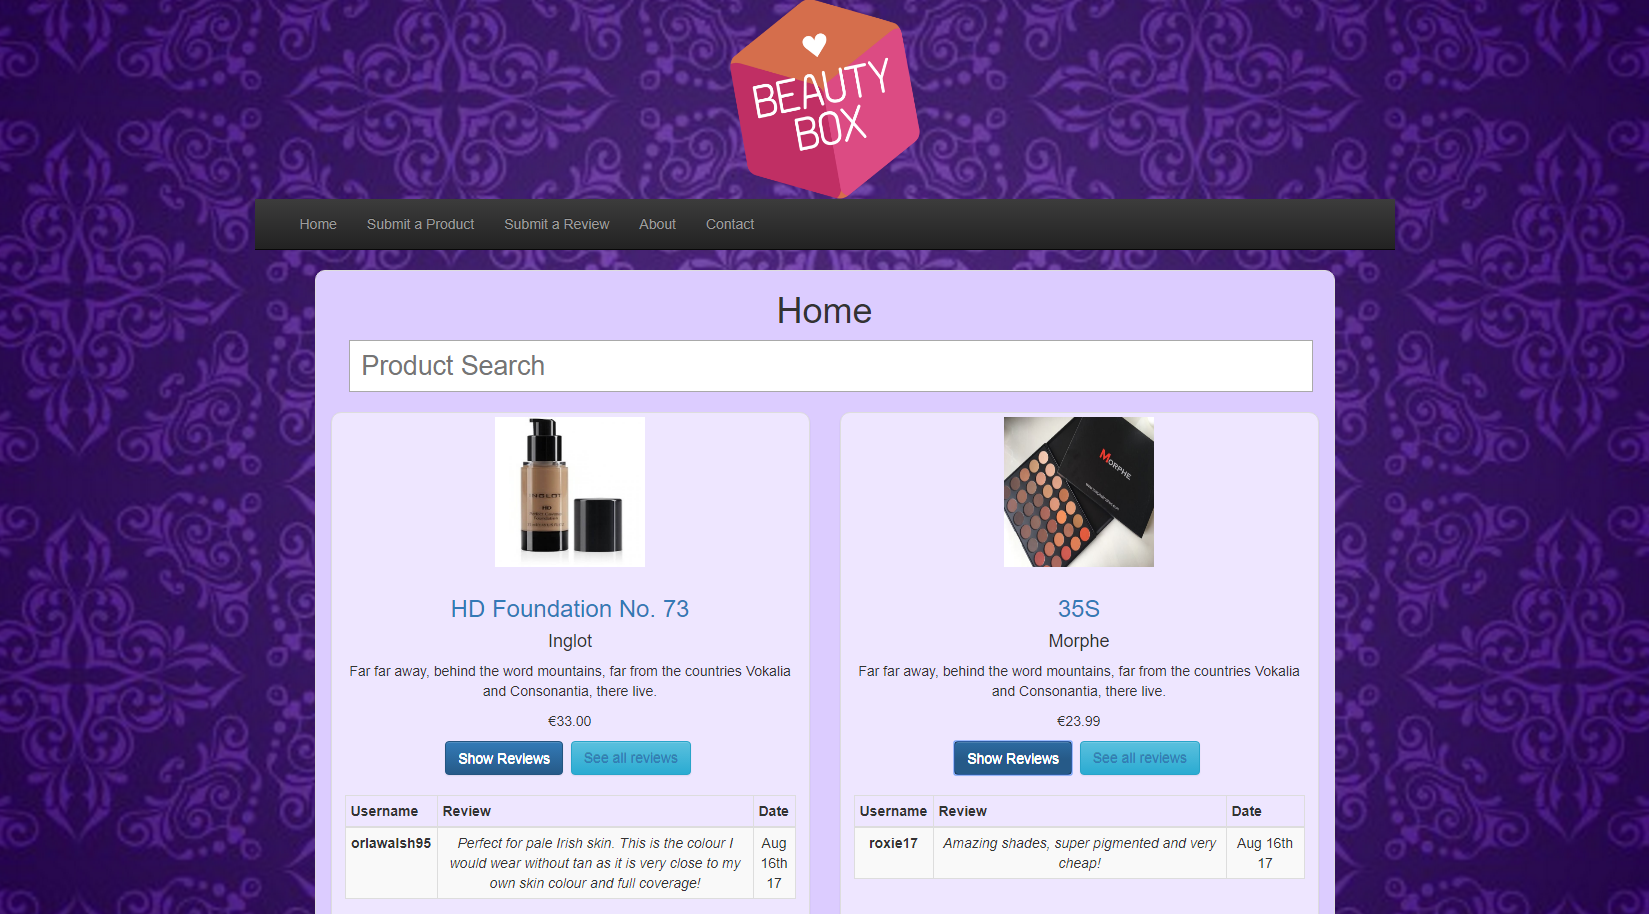 BEAUTY
BOX
Home Submit a Product Submit a Review About Contact
Home
Product Search
INGLOT
HD
MORPHE
HD Foundation No. 73
Inglot
Far far away, behind the word mountains, far from the countries Vokalia
and Consonantia, there live.
€33.00
Show Reviews See all reviews
Username Review Date
orlawalsh95 Perfect for pale Irish skin. This is the colour I Aug
would wear without tan as it is very close to my 16th
own skin colour and full coverage! 17
35S
Morphe
Far far away, behind the word mountains, far from the countries Vokalia
and Consonantia, there live.
€23.99
Show Reviews See all reviews
Username Review Date
roxie17 Amazing shades, super pigmented and very Aug 16th
cheap! 17